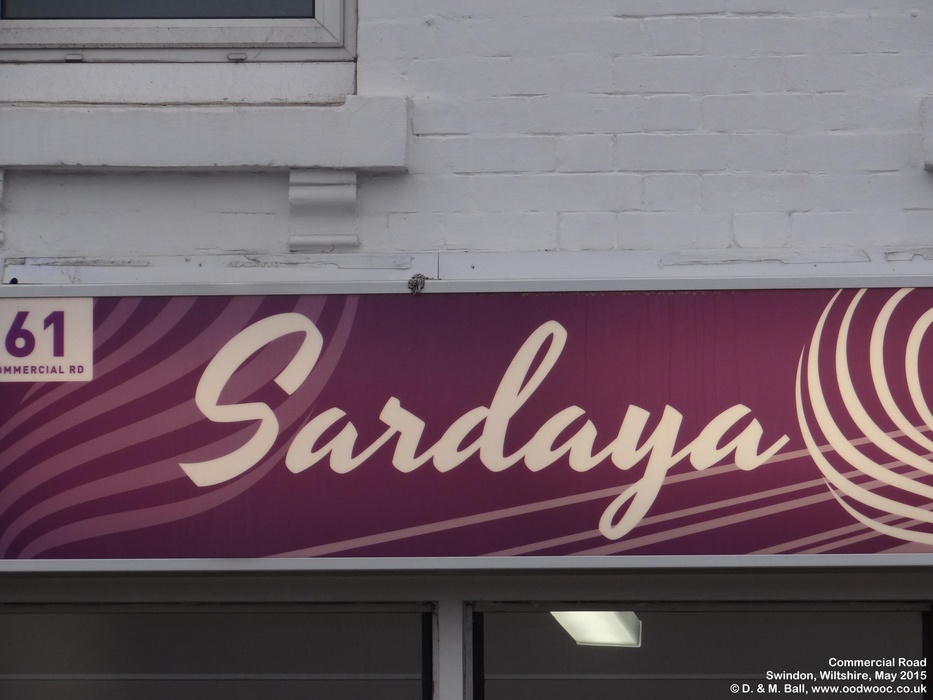 61
COMMERCIAL RD
Sardaya
Commercial Road
Swindon, Wiltshire, May 2015
© D. & M. Ball, www.oodwooc.co.uk